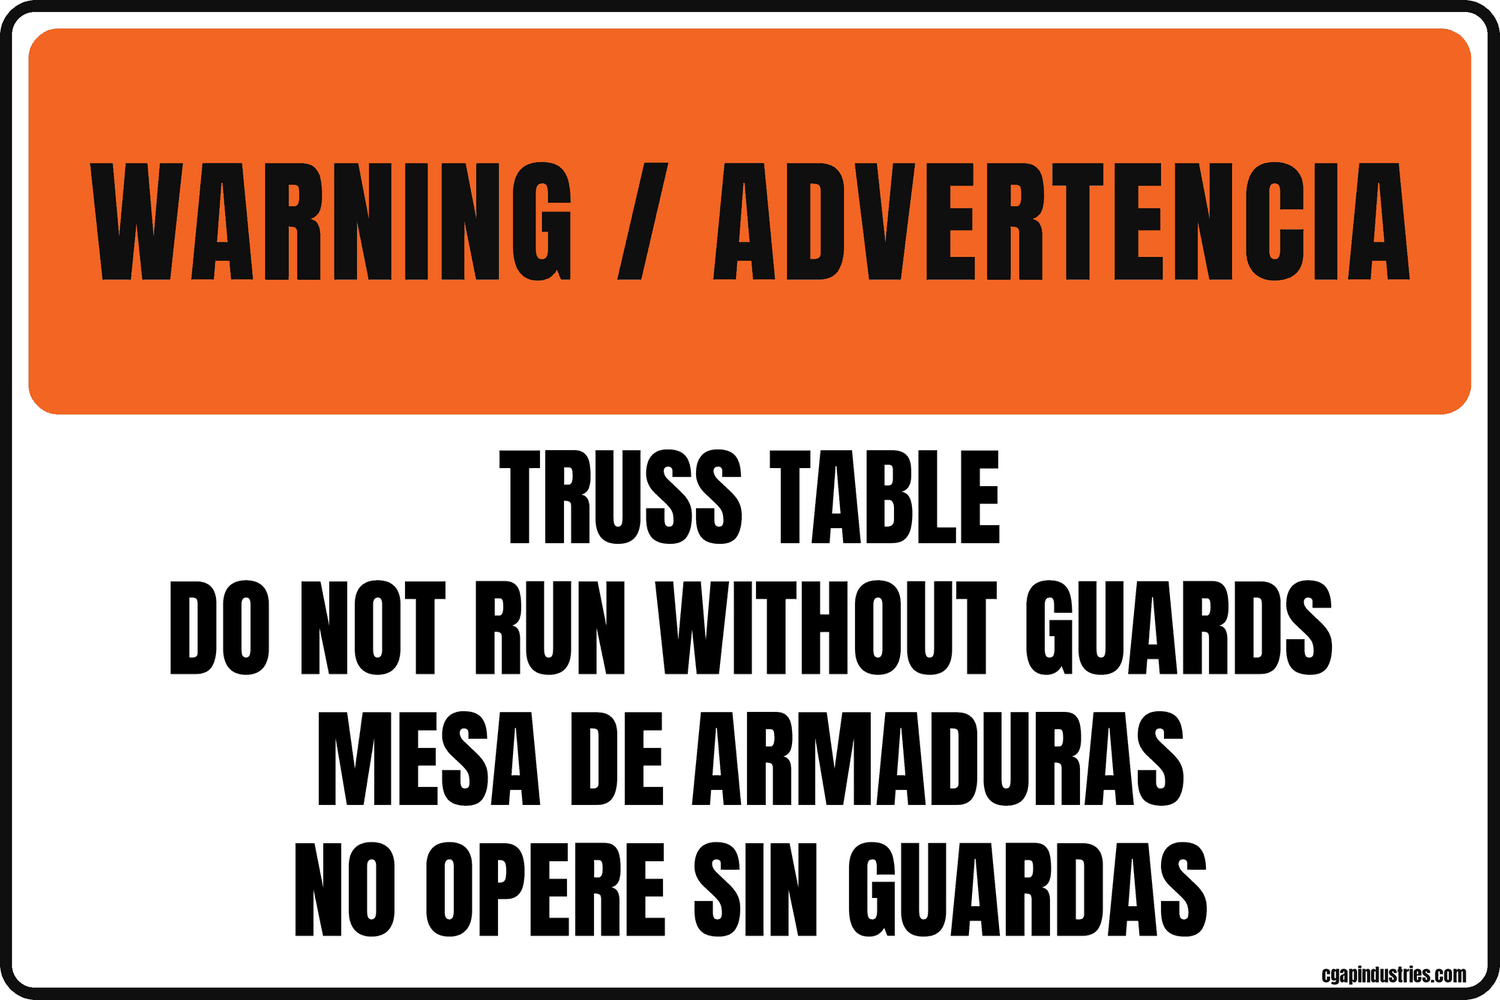 WARNING / ADVERTENCIA
TRUSS TABLE
DO NOT RUN WITHOUT GUARDS
MESA DE ARMADURAS
NO OPERE SIN GUARDAS
cgapindustries.com